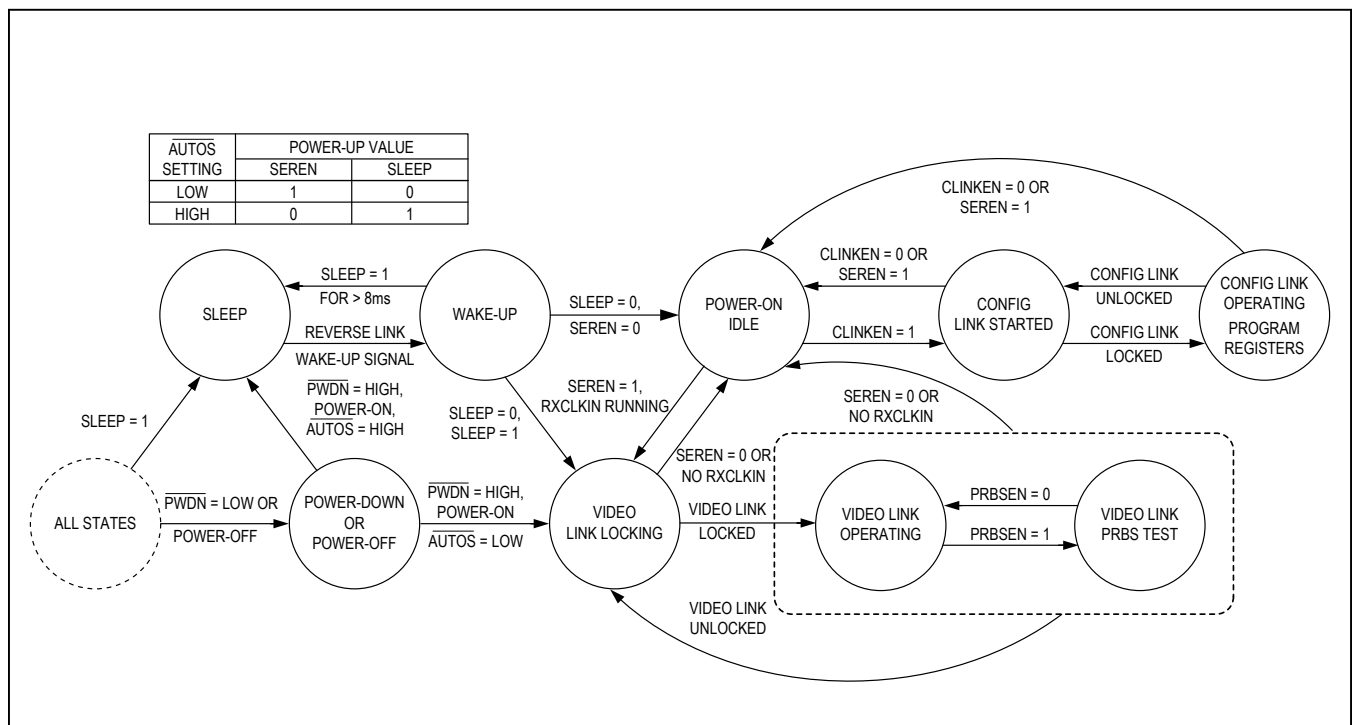 AUTOS
SETTING
POWER-UP VALUE
SEREN
SLEEP
LOW
1
0
HIGH
0
1
CLINKEN = 0 OR
SEREN = 1
SLEEP
SLEEP = 1
FOR > 8ms
REVERSE LINK
WAKE-UP SIGNAL
WAKE-UP
SLEEP = 0,
SEREN = 0
POWER-ON
IDLE
CLINKEN = 0 OR
SEREN = 1
CLINKEN = 1
CONFIG
LINK STARTED
CONFIG LINK
UNLOCKED
CONFIG LINK
LOCKED
CONFIG LINK
OPERATING
PROGRAM
REGISTERS
SLEEP = 1
PWDN = HIGH,
POWER-ON,
AUTOS = HIGH
SLEEP = 0,
SLEEP = 1
SEREN = 1,
RXCLKIN RUNNING
SEREN = 0 OR
NO RXCLKIN
SEREN = 0 OR
NO RXCLKIN
ALL STATES
PWDN = LOW OR
POWER-OFF
POWER-DOWN
OR
POWER-OFF
PWDN = HIGH,
POWER-ON
AUTOS = LOW
VIDEO
LINK LOCKING
VIDEO LINK
LOCKED
VIDEO LINK
OPERATING
PRBSEN = 0
PRBSEN = 1
VIDEO LINK
PRBS TEST
VIDEO LINK
UNLOCKED